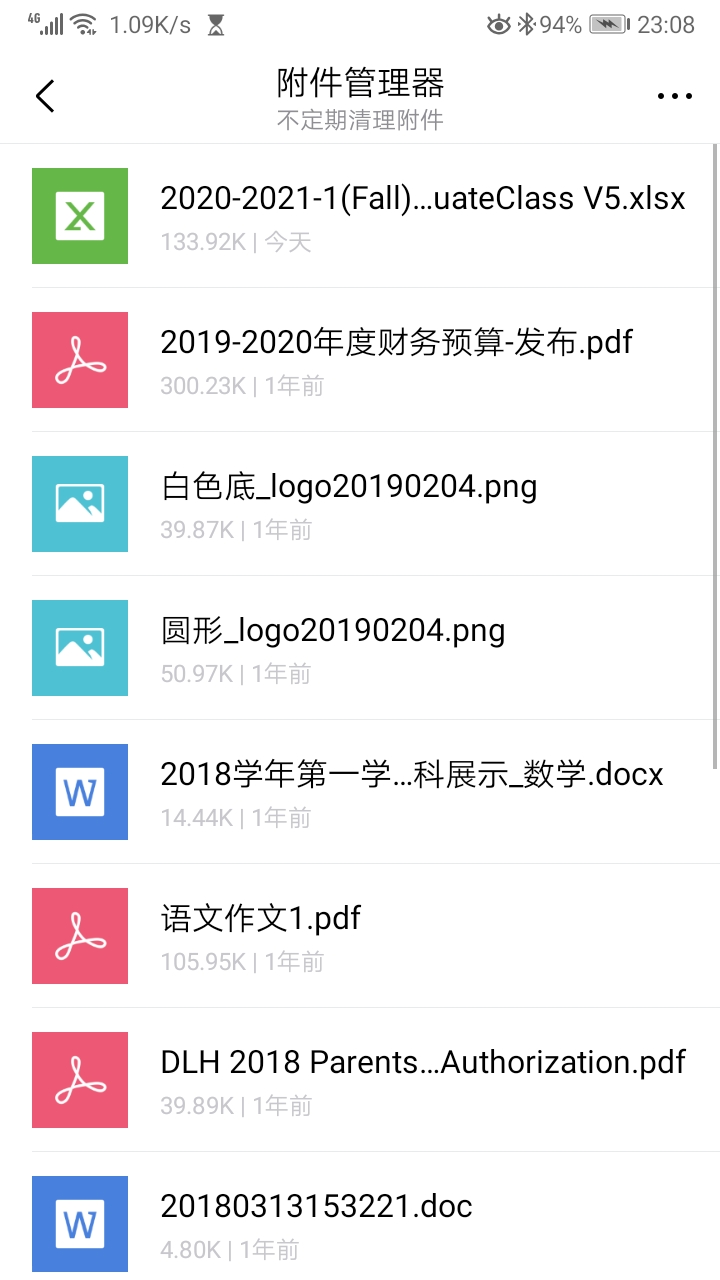 4G 1.09K/s 94% 23:08
附件管理器
不定期清理附件
2020-2021-1(Fall)...uateClass V5.xlsx
133.92K | 今天
2019-2020年度财务预算-发布.pdf
300.23K | 1年前
白色底_logo20190204.png
39.87K | 1年前
圆形_logo20190204.png
50.97K | 1年前
W
2018学年第一学...科展示_数学.docx
14.44K | 1年前
语文作文1.pdf
105.95K | 1年前
DLH 2018 Parents...Authorization.pdf
39.89K | 1年前
W
20180313153221.doc
4.80K | 1年前